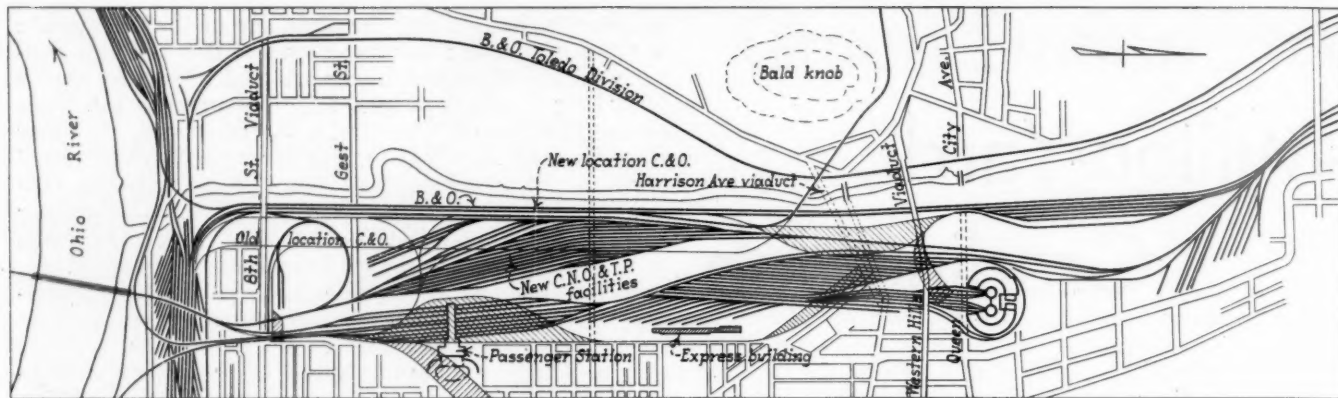 Ohio River
8th St. Viaduct
Gest St.
B.&O. Toledo Division
Bald knob
Queen City Ave.
Western Hills Viaduct
New location C.&O.
Harrison Ave viaduct
B.&O.
Old location C.&O.
New C.N.O.&T.P.
facilities
Passenger Station
Express building